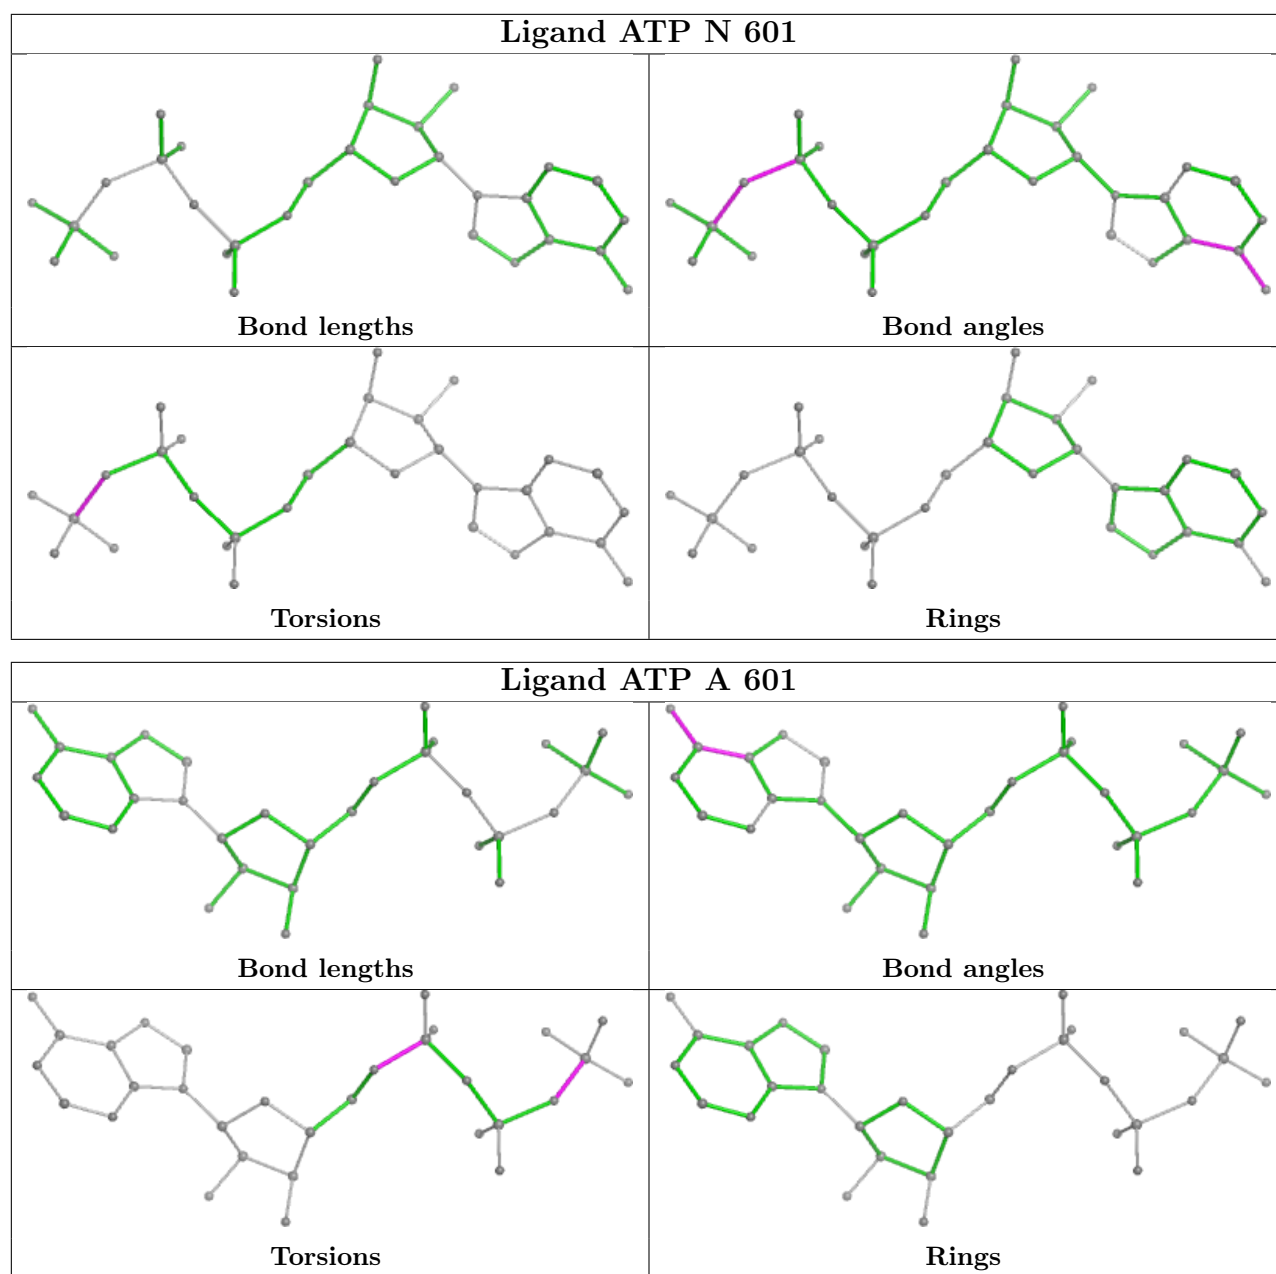 Ligand ATP N 601
Bond lengths
Bond angles
Torsions
Rings
Ligand ATP A 601
Bond lengths
Bond angles
Torsions
Rings